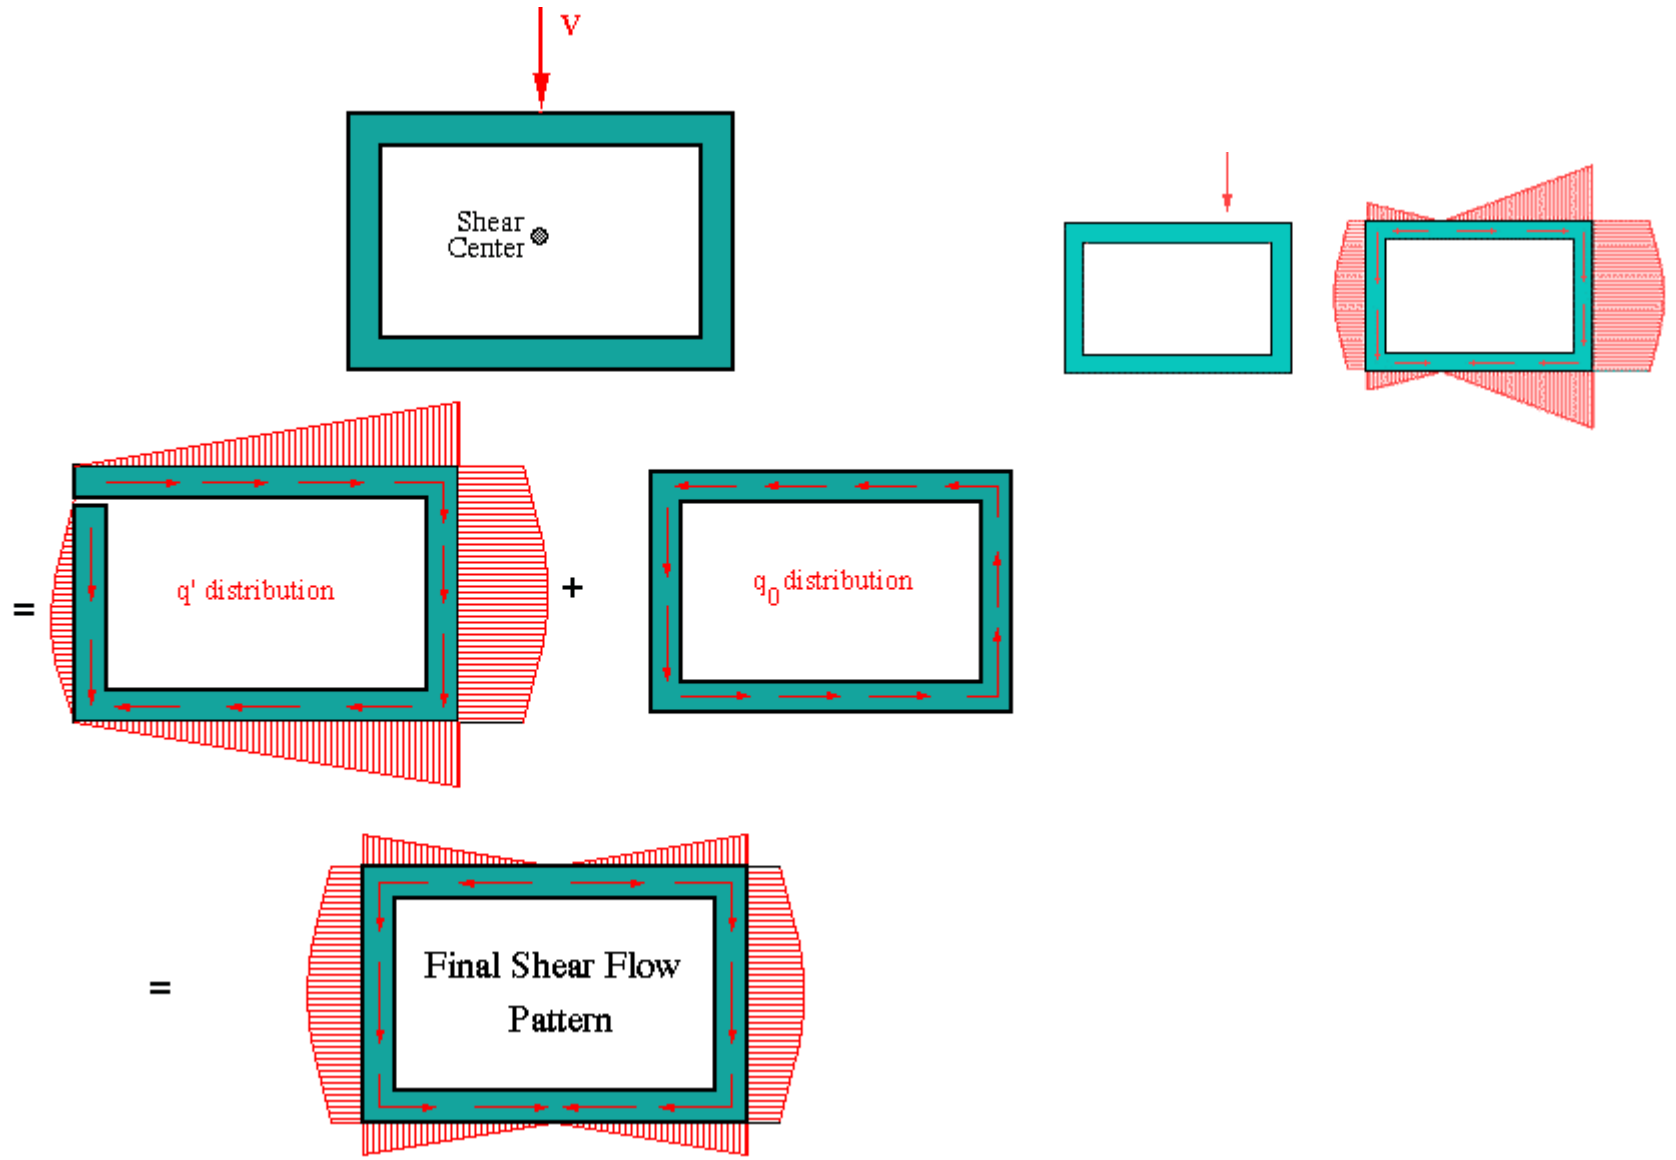 V
Shear
Center
= q' distribution + q0 distribution
= Final Shear Flow
Pattern